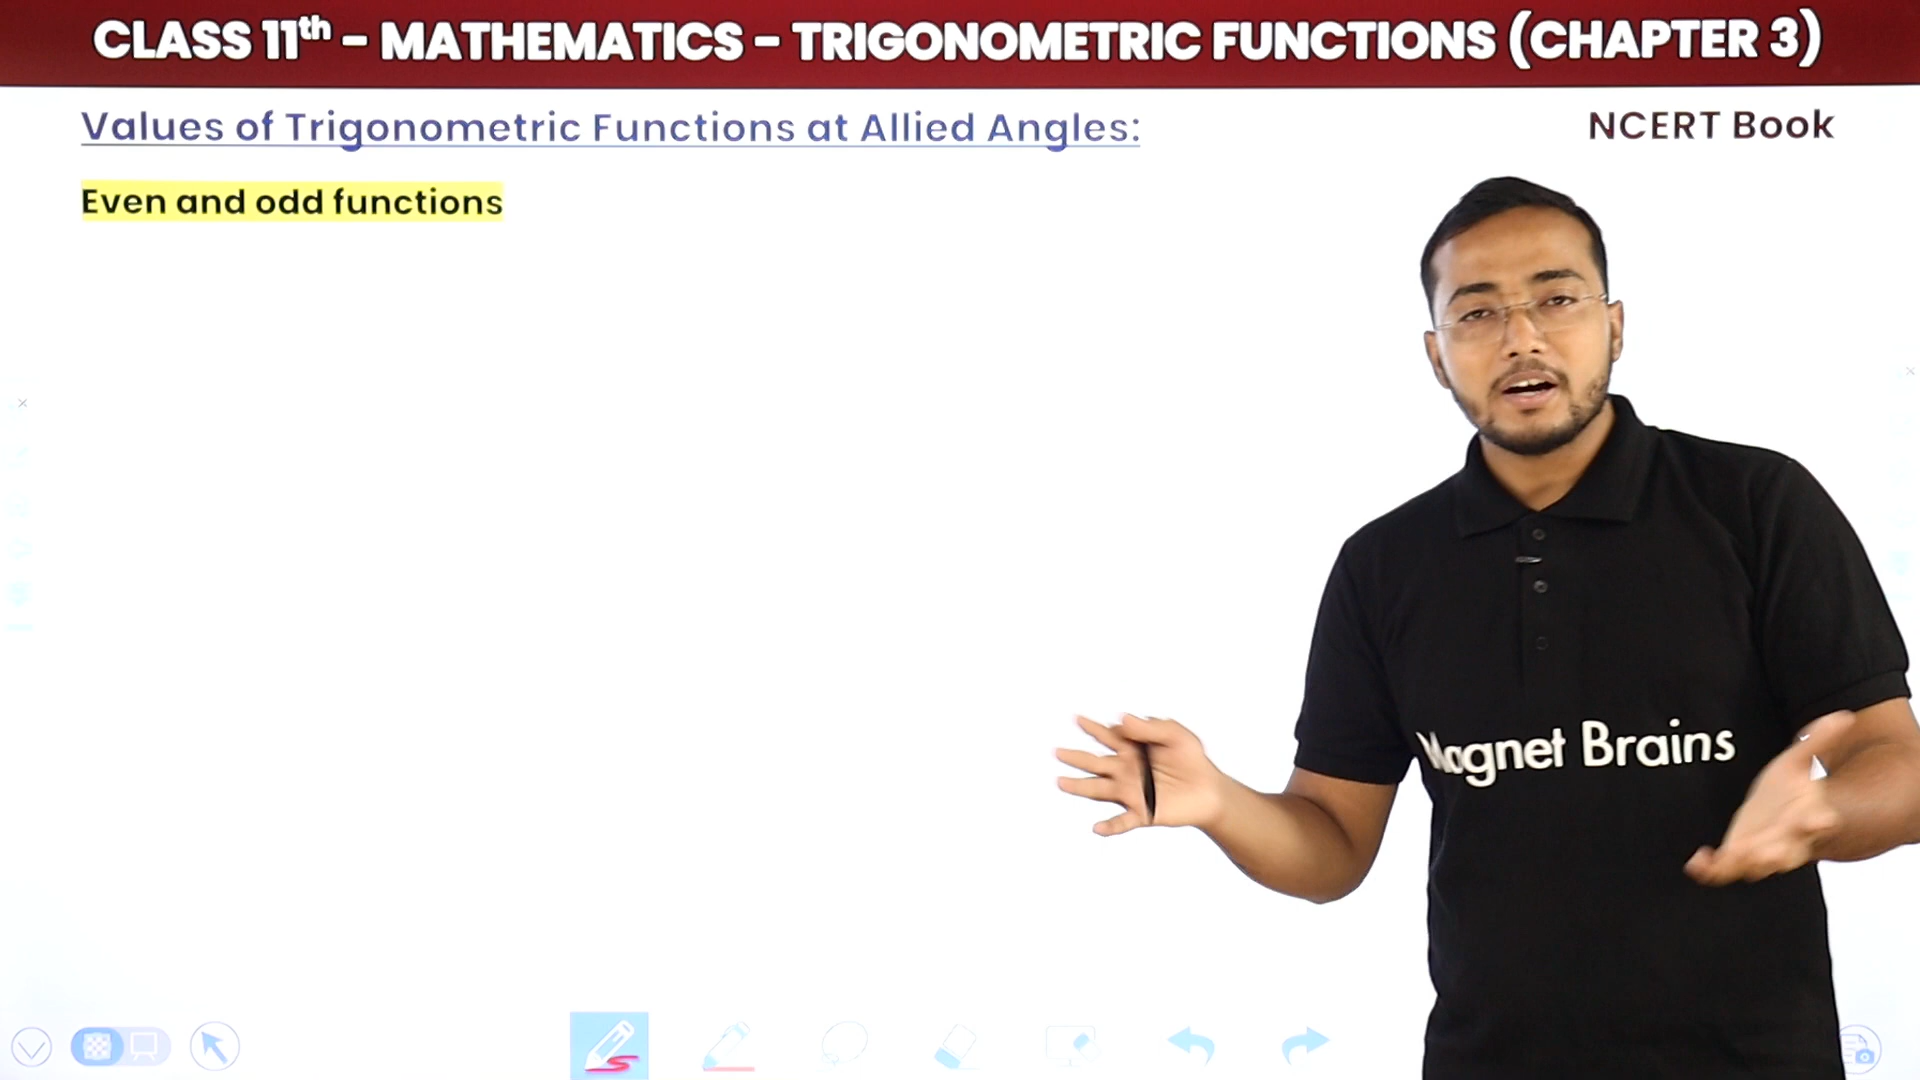 CLASS 11th - MATHEMATICS - TRIGONOMETRIC FUNCTIONS (CHAPTER 3)
Values of Trigonometric Functions at Allied Angles:
NCERT Book
Even and odd functions
Magnet Brains